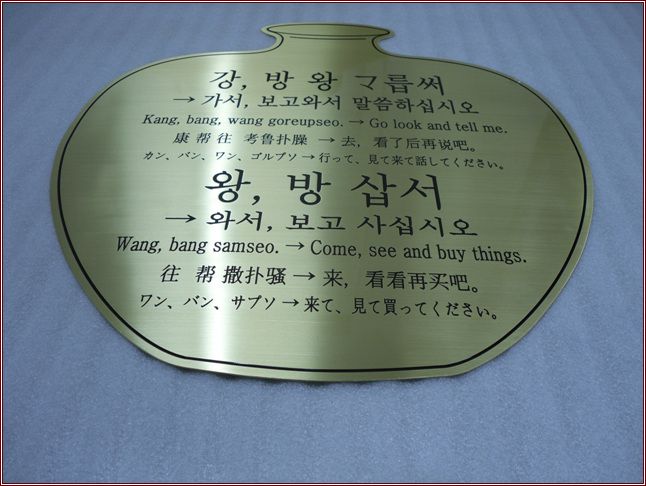 강, 방 왕 ᄀ릅써
→ 가서, 보고와서 말씀하십시오
Kang, bang, wang goreupseo. → Go look and tell me.
康 帮 往 考鲁扑臊 → 去，看了后再说吧。
カン、バン、ワン、ゴルプソ → 行って、見て来て話してください。
왕, 방 삽서
→ 와서, 보고 사십시오
Wang, bang samseo. → Come, see and buy things.
往 帮 撒扑骚 → 来，看看再买吧。
ワン、バン、サプソ → 来て、見て買ってください。